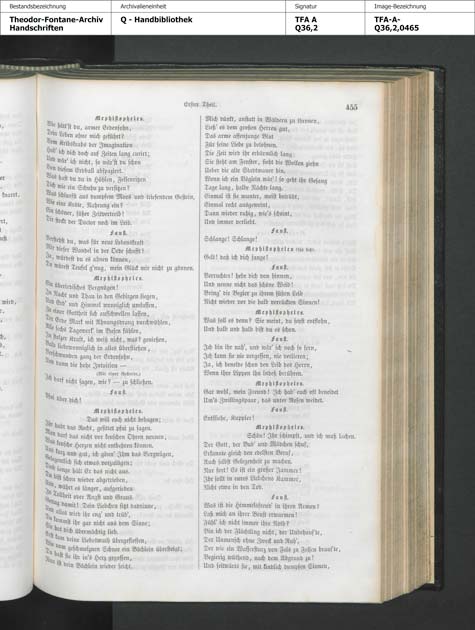 Bestandsbezeichnung
Theodor-Fontane-Archiv
Handschriften
Archivalieneinheit
Q - Handbibliothek
Signatur
TFA A
Q36,2
Image-Bezeichnung
TFA-A-
Q36,2,0465
Erster Theil.
455
Mephistopheles.
Wie hätt'st du, armer Erdensohn,
Dein Leben ohne mich geführt?
Vom Kribskrabs der Imagination
Hab' ich dich doch auf Zeiten lang curirt;
Und wär' ich nicht, so wär'st du schon
Von diesem Erdball abspaziert.
Was hast du da in Höhlen, Felsenritzen
Dich wie ein Schuhu zu versitzen?
Was schlurfst aus dumpfem Moos und triefendem Gestein,
Wie eine Kröte, Nahrung ein?
Ein schöner, süßer Zeitvertreib!
Dir steckt der Doctor noch im Leib.
Faust.
Verstehst du, was für neue Lebenskraft
Mir dieser Wandel in der Oede schafft?
Ja, würdest du es ahnen können,
Du wärest Teufel g'nug, mein Glück mir nicht zu gönnen.
Mephistopheles.
Ein überirdisches Vergnügen!
In Nacht und Thau in den Gebirgen liegen,
Und Erd' und Himmel wonniglich umfassen,
Zu einer Gottheit sich aufschwellen lassen,
Der Erde Mark mit Ahnungsdrang durchwühlen,
Alle sechs Tagewerk' im Busen fühlen,
In stolzer Kraft, ich weiß nicht, was? genießen,
Bald liebewonniglich in alles überfließen,
Verschwunden ganz der Erdensohn,
Und dann die hohe Intuition —
(Mit einer Geberde.)
Ich darf nicht sagen, wie? — zu schließen.
Faust.
Pfui über dich!
Mephistopheles.
Das will euch nicht behagen;
Ihr habt das Recht, gesittet pfui zu sagen.
Man darf das nicht vor keuschen Ohren nennen,
Was keusche Herzen nicht entbehren können.
Und kurz und gut, ich gönn' Ihm das Vergnügen,
Gelegentlich sich etwas vorzulügen;
Doch lange hält Er das nicht aus.
Du bist schon wieder abgetrieben,
Und, währt es länger, aufgerieben
In Tollheit oder Angst und Graus.
Genug damit! Dein Liebchen sitzt dadrinne,
Und alles wird ihr eng' und trüb',
Du kommst ihr gar nicht aus dem Sinne;
Sie hat dich übermächtig lieb.
Erst kam deine Liebeswuth übergeflossen,
Wie vom geschmolznen Schnee ein Bächlein übersteigt;
Du hast sie ihr in's Herz gegossen,
Nun ist dein Bächlein wieder seicht.
Mich dünkt, anstatt in Wäldern zu thronen,
Ließ' es dem großen Herren gut,
Das arme affenjunge Blut
Für seine Liebe zu belohnen.
Die Zeit wird ihr erbärmlich lang;
Sie steht am Fenster, sieht die Wolken ziehn
Ueber die alte Stadtmauer hin.
Wenn ich ein Vöglein wär'! so geht ihr Gesang
Tage lang, halbe Nächte lang.
Einmal ist sie munter, meist betrübt,
Einmal recht ausgeweint,
Dann wieder ruhig, wie's scheint,
Und immer verliebt.
Faust.
Schlange! Schlange!
Mephistopheles (für sich).
Gelt! daß ich dich fange!
Faust.
Verruchter! hebe dich von hinnen,
Und nenne nicht das schöne Weib!
Bring' die Begier zu ihrem süßen Leib
Nicht wieder vor die halb verrückten Sinnen!
Mephistopheles.
Was soll es denn? Sie meint, du seyst entflohn,
Und halb und halb bist du es schon.
Faust.
Ich bin ihr nah', und wär' ich noch so fern,
Ich kann sie nie vergessen, nie verlieren;
Ja, ich beneide schon den Leib des Herrn,
Wenn ihre Lippen ihn indeß berühren.
Mephistopheles.
Gar wohl, mein Freund! Ich hab' euch oft beneidet
Um's Zwillingspaar, das unter Rosen weidet.
Faust.
Entfliehe, Kuppler!
Mephistopheles.
Schön! Ihr schimpft, und ich muß lachen.
Der Gott, der Bub' und Mädchen schuf,
Erkannte gleich den edelsten Beruf,
Auch selbst Gelegenheit zu machen.
Nur fort! Es ist ein großer Jammer!
Ihr sollt in eures Liebchens Kammer,
Nicht etwa in den Tod.
Faust.
Was ist die Himmelsfreud' in ihren Armen!
Laß mich an ihrer Brust erwarmen!
Fühl' ich nicht immer ihre Noth?
Bin ich der Flüchtling nicht, der Unbehaus'te,
Der Unmensch ohne Zweck und Ruh',
Der wie ein Wassersturz von Fels zu Felsen braus'te,
Begierig wüthend, nach dem Abgrund zu?
Und seitwärts sie, mit kindlich dumpfen Sinnen,